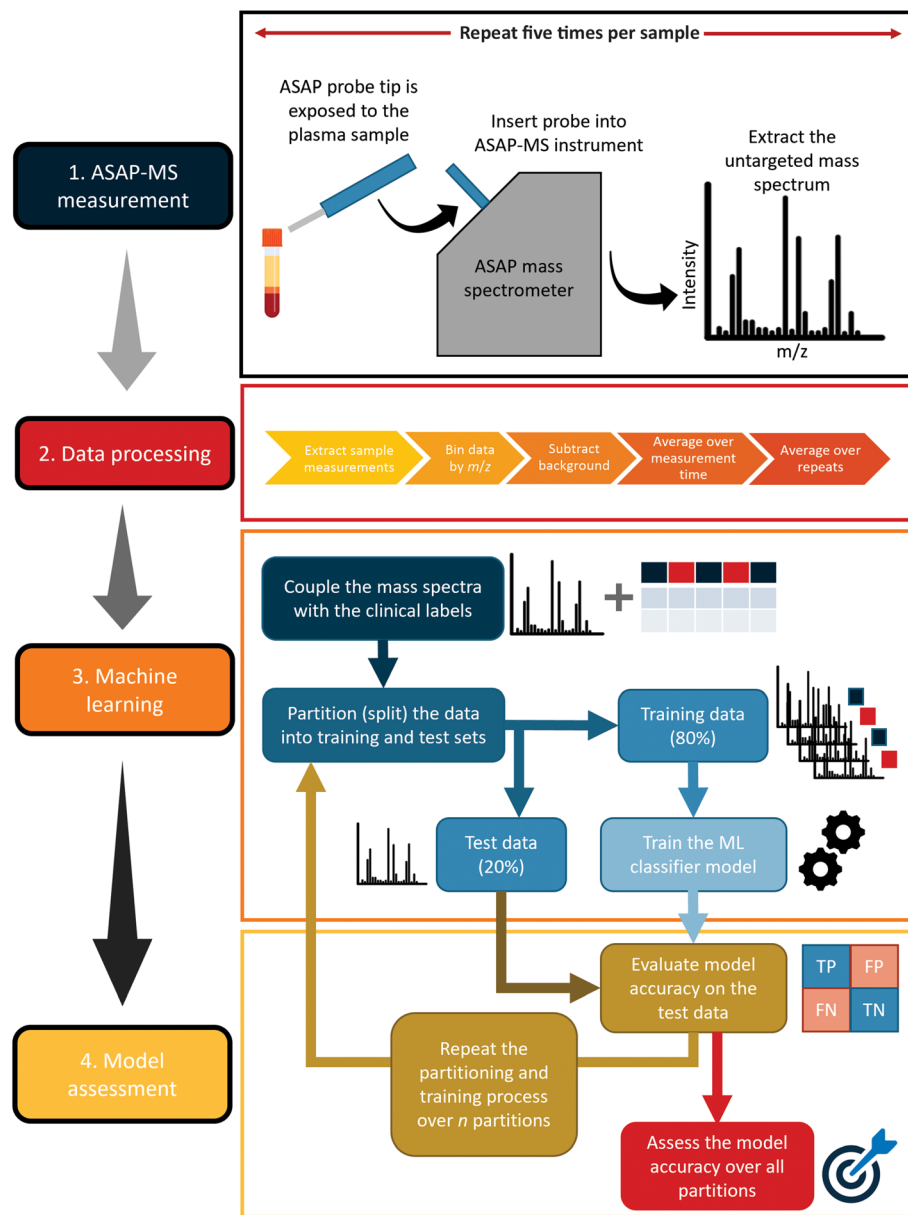 Repeat five times per sample
ASAP probe tip is
exposed to the
plasma sample
Insert probe into
ASAP-MS instrument
Extract the
untargeted mass
spectrum
1. ASAP-MS
measurement
ASAP mass
spectrometer
Intensity
m/z
2. Data processing
Extract sample
measurements
Bin data
by m/z
Subtract
background
Average over
measurement
time
Average over
repeats
Couple the mass spectra
with the clinical labels
3. Machine
learning
Partition (split) the data
into training and test sets
Training data
(80%)
Test data
(20%)
Train the ML
classifier model
Evaluate model
accuracy on the
test data
TP
FP
FN
TN
4. Model
assessment
Repeat the
partitioning and
training process
over n partitions
Assess the model
accuracy over all
partitions